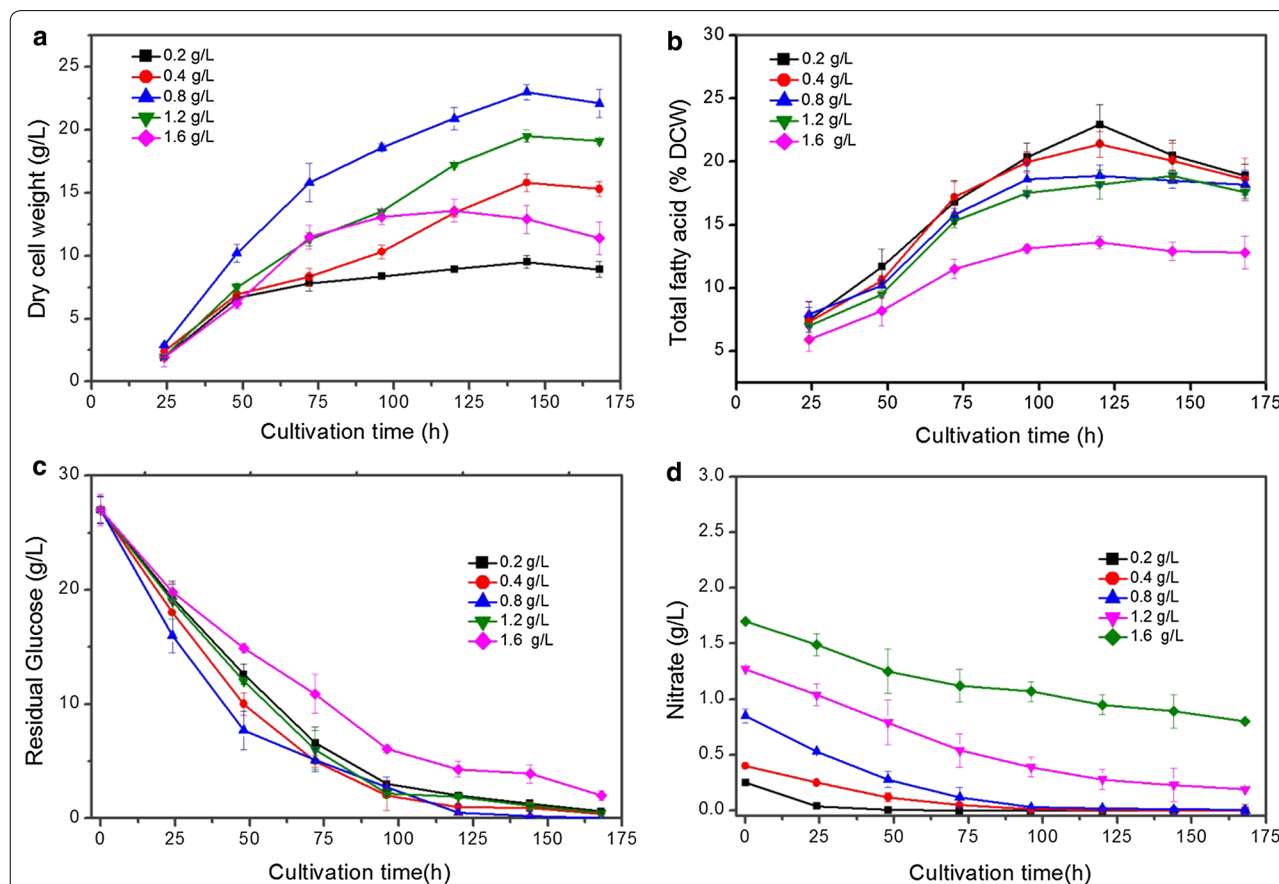 a
0.2 g/L
0.4 g/L
0.8 g/L
1.2 g/L
1.6 g/L
25
20
15
10
5
0
Dry cell weight (g/L)
0 25 50 75 100 125 150 175
Cultivation time (h)
b
0.2 g/L
0.4 g/L
0.8 g/L
1.2 g/L
1.6 g/L
30
25
20
15
10
5
Total fatty acid (% DCW)
0 25 50 75 100 125 150 175
Cultivation time (h)
c
0.2 g/L
0.4 g/L
0.8 g/L
1.2 g/L
1.6 g/L
30
20
10
0
Residual Glucose (g/L)
0 25 50 75 100 125 150 175
Cultivation time(h)
d
0.2 g/L
0.4 g/L
0.8 g/L
1.2 g/L
1.6 g/L
3.0
2.5
2.0
1.5
1.0
0.5
0.0
Nitrate (g/L)
0 25 50 75 100 125 150 175
Cultivation time(h)